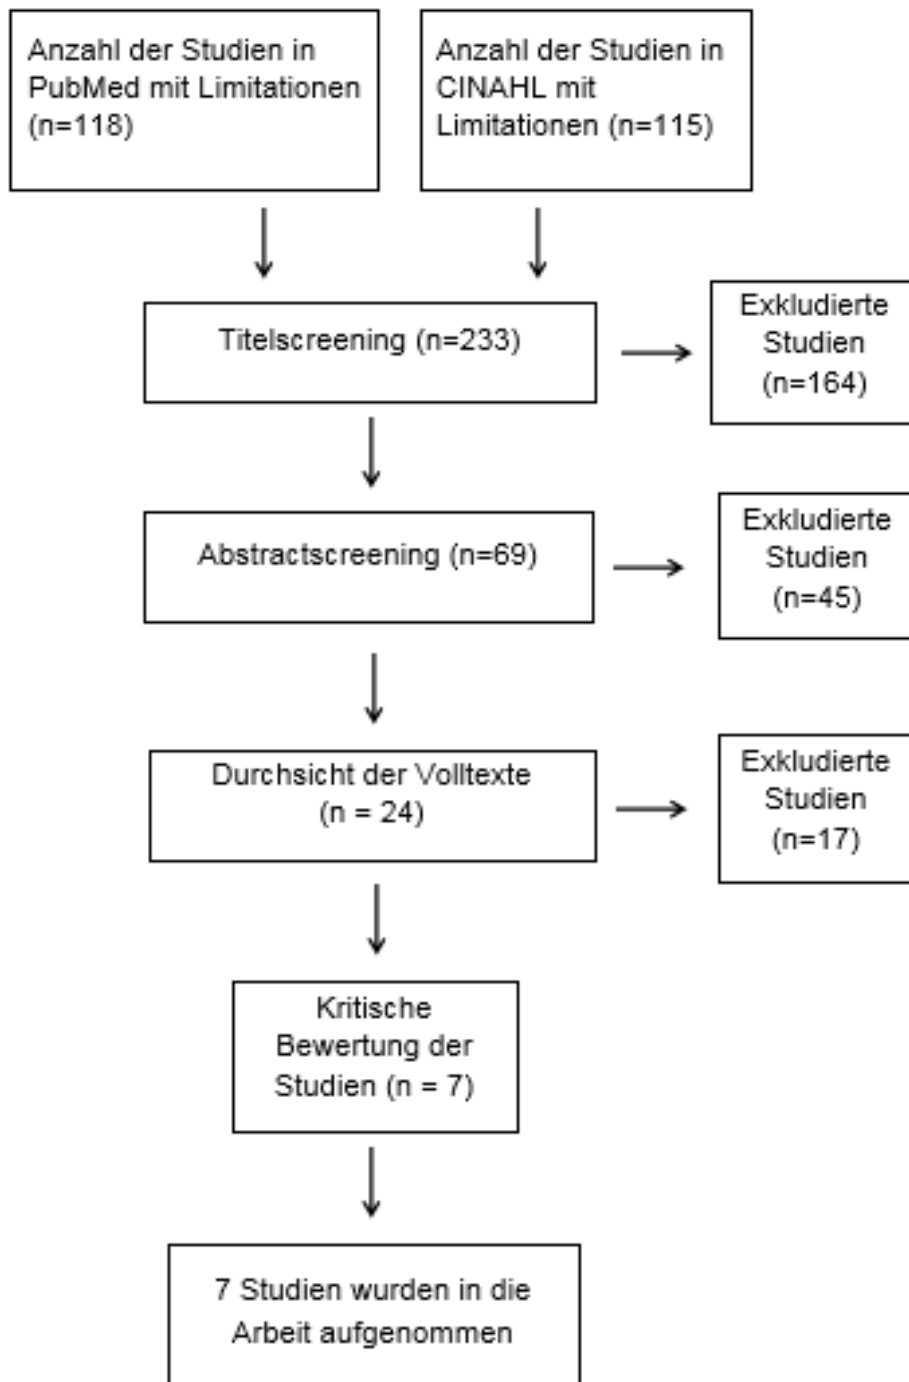 Anzahl der Studien in
PubMed mit Limitationen
(n=118)
Anzahl der Studien in
CINAHL mit
Limitationen (n=115)
Titelscreening (n=233)
Exkludierte
Studien
(n=164)
Abstractscreening (n=69)
Exkludierte
Studien
(n=45)
Durchsicht der Volltexte
(n = 24)
Exkludierte
Studien
(n=17)
Kritische
Bewertung der
Studien (n = 7)
7 Studien wurden in die
Arbeit aufgenommen